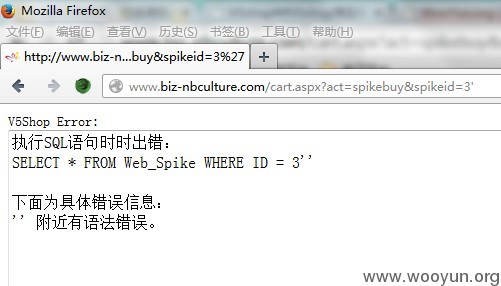 Mozilla Firefox
文件(F) 编辑(E) 查看(V) 历史(S) 书签(B) 工具(T) 帮助(H)
http://www.biz-n...buy&spikeid=3%27
www.biz-nbculture.com/cart.aspx?act=spikebuy&spikeid=3'
V5Shop Error:
执行SQL语句时时出错：
SELECT * FROM Web_Spike WHERE ID = 3''
下面为具体错误信息：
'' 附近有语法错误。
www.wooyun.org